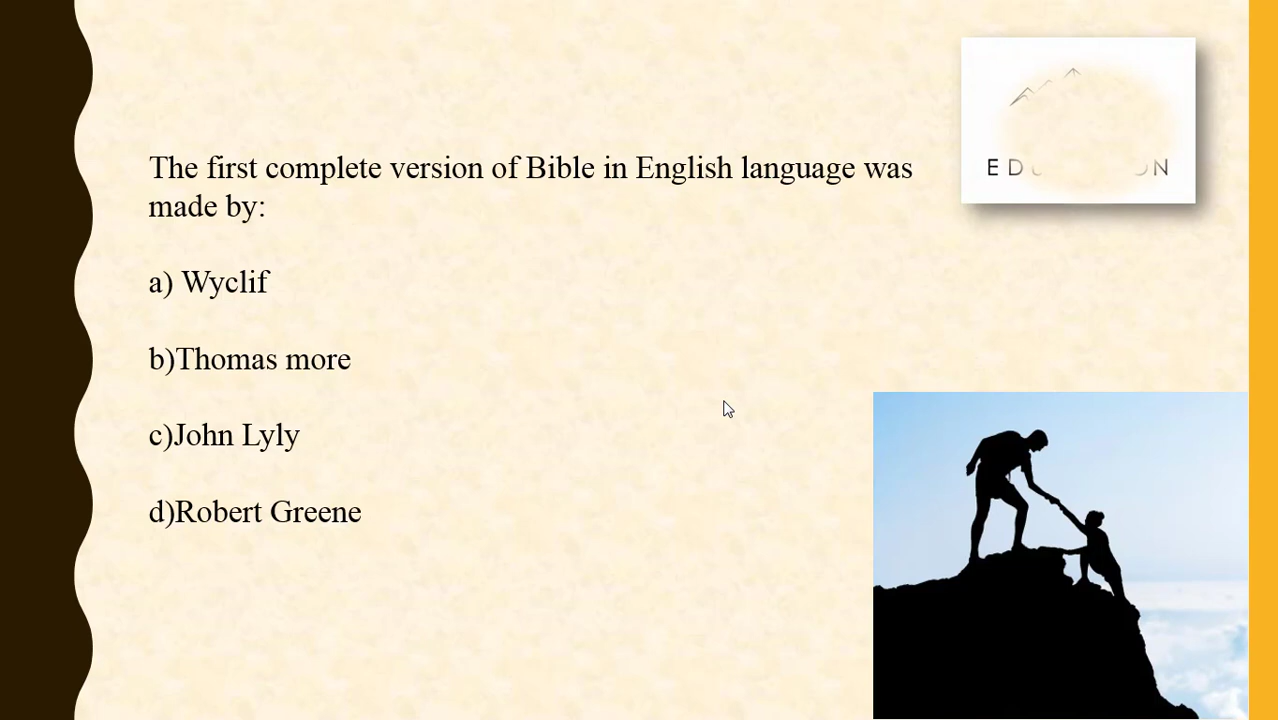 The first complete version of Bible in English language was
made by:
a) Wyclif
b)Thomas more
c)John Lyly
d)Robert Greene